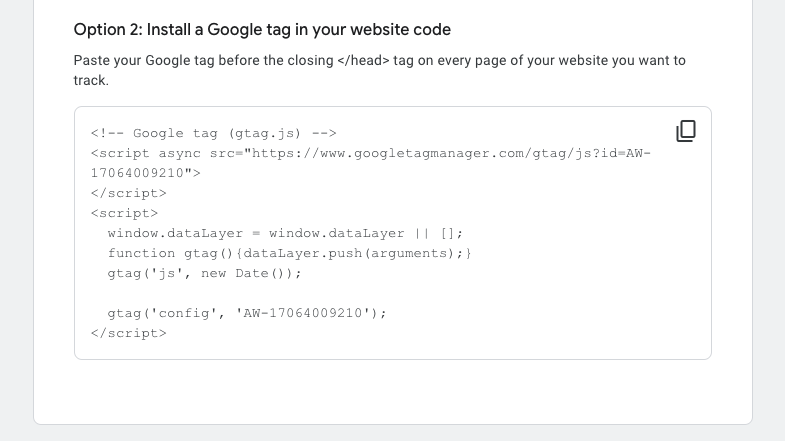 Option 2: Install a Google tag in your website code
Paste your Google tag before the closing </head> tag on every page of your website you want to
track.
<!-- Google tag (gtag.js) -->
<script async src="https://www.googletagmanager.com/gtag/js?id=AW-
17064009210">
</script>
<script>
  window.dataLayer = window.dataLayer || [];
  function gtag(){dataLayer.push(arguments);}
  gtag('js', new Date());

  gtag('config', 'AW-17064009210');
</script>